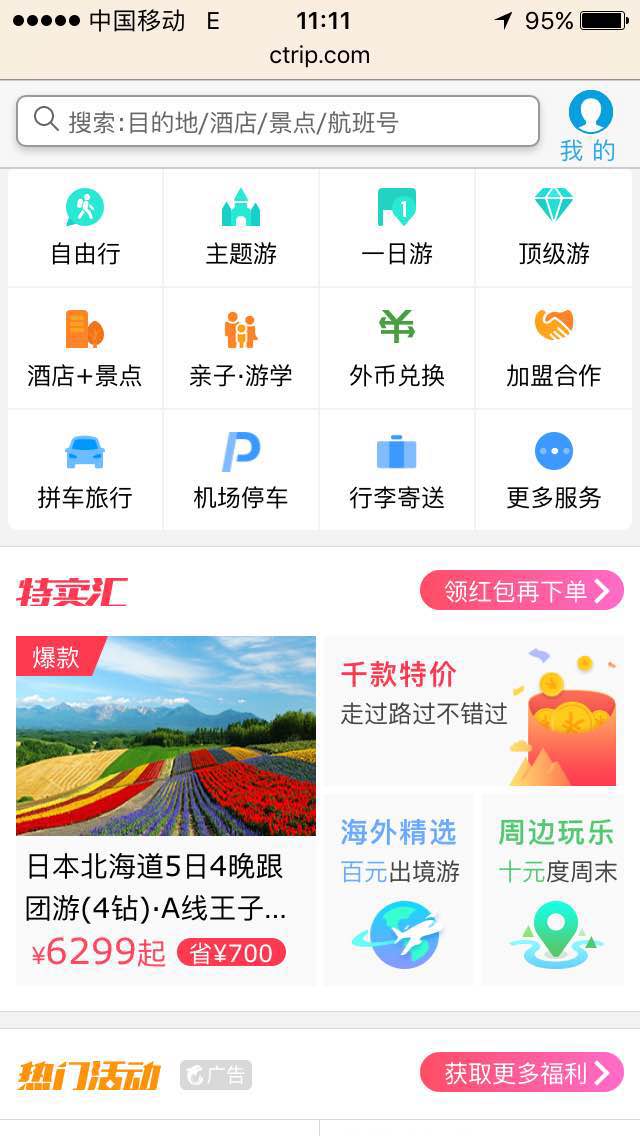 中国移动 E 11:11 95%
ctrip.com
搜索:目的地/酒店/景点/航班号
我的
自由行 主题游 一日游 顶级游
1
酒店+景点 亲子·游学 外币兑换 加盟合作
拼车旅行 机场停车 行李寄送 更多服务
特卖汇 领红包再下单
爆款
千款特价
走过路过不错过
日本北海道5日4晚跟
团游(4钻)·A线王子...
¥6299起 省¥700
海外精选
百元出境游
周边玩乐
十元度周末
热门活动 广告 获取更多福利